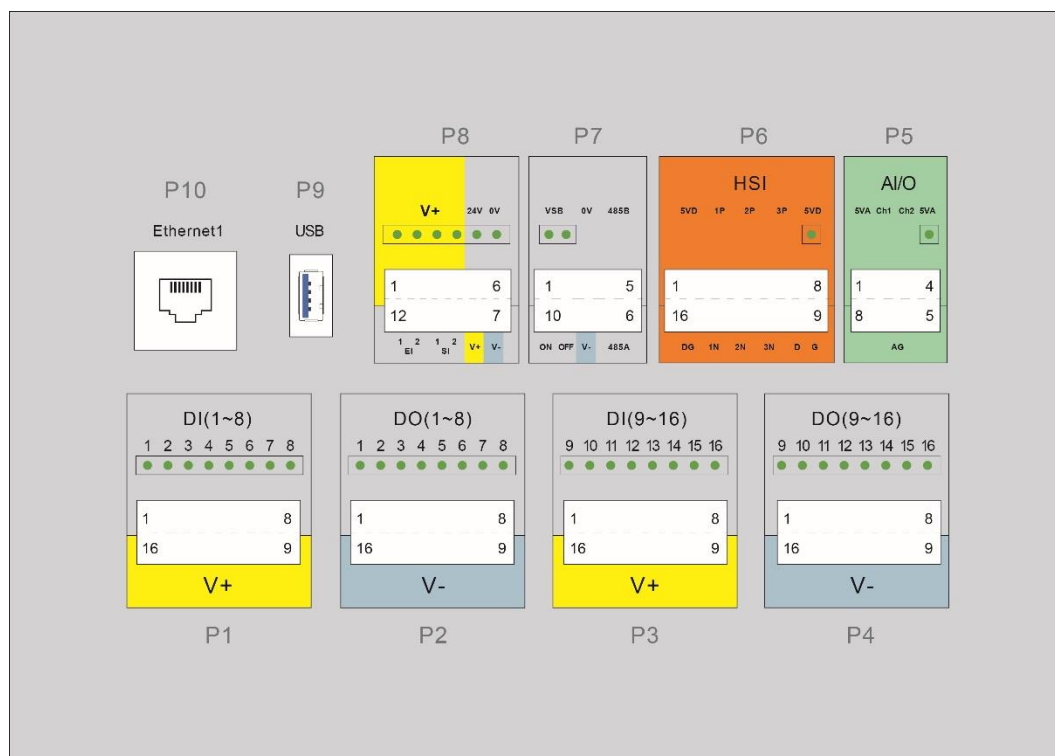 P8 P7 P6 P5
P10 P9
HSI AI/O
V+ 24V 0V VSB 0V 485B 5VD 1P 2P 3P 5VD 5VA Ch1 Ch2 5VA
Ethernet1 USB
1 6 1 5 1 8 1 4
12 7 10 6 16 9 8 5
1 2 1 2
EI SI V+ V- ON OFF V- 485A DG 1N 2N 3N D G AG
DI(1~8) DO(1~8) DI(9~16) DO(9~16)
1 2 3 4 5 6 7 8 1 2 3 4 5 6 7 8 9 10 11 12 13 14 15 16 9 10 11 12 13 14 15 16
1 8 1 8 1 8 1 8
16 9 16 9 16 9 16 9
V+ V- V+ V-
P1 P2 P3 P4